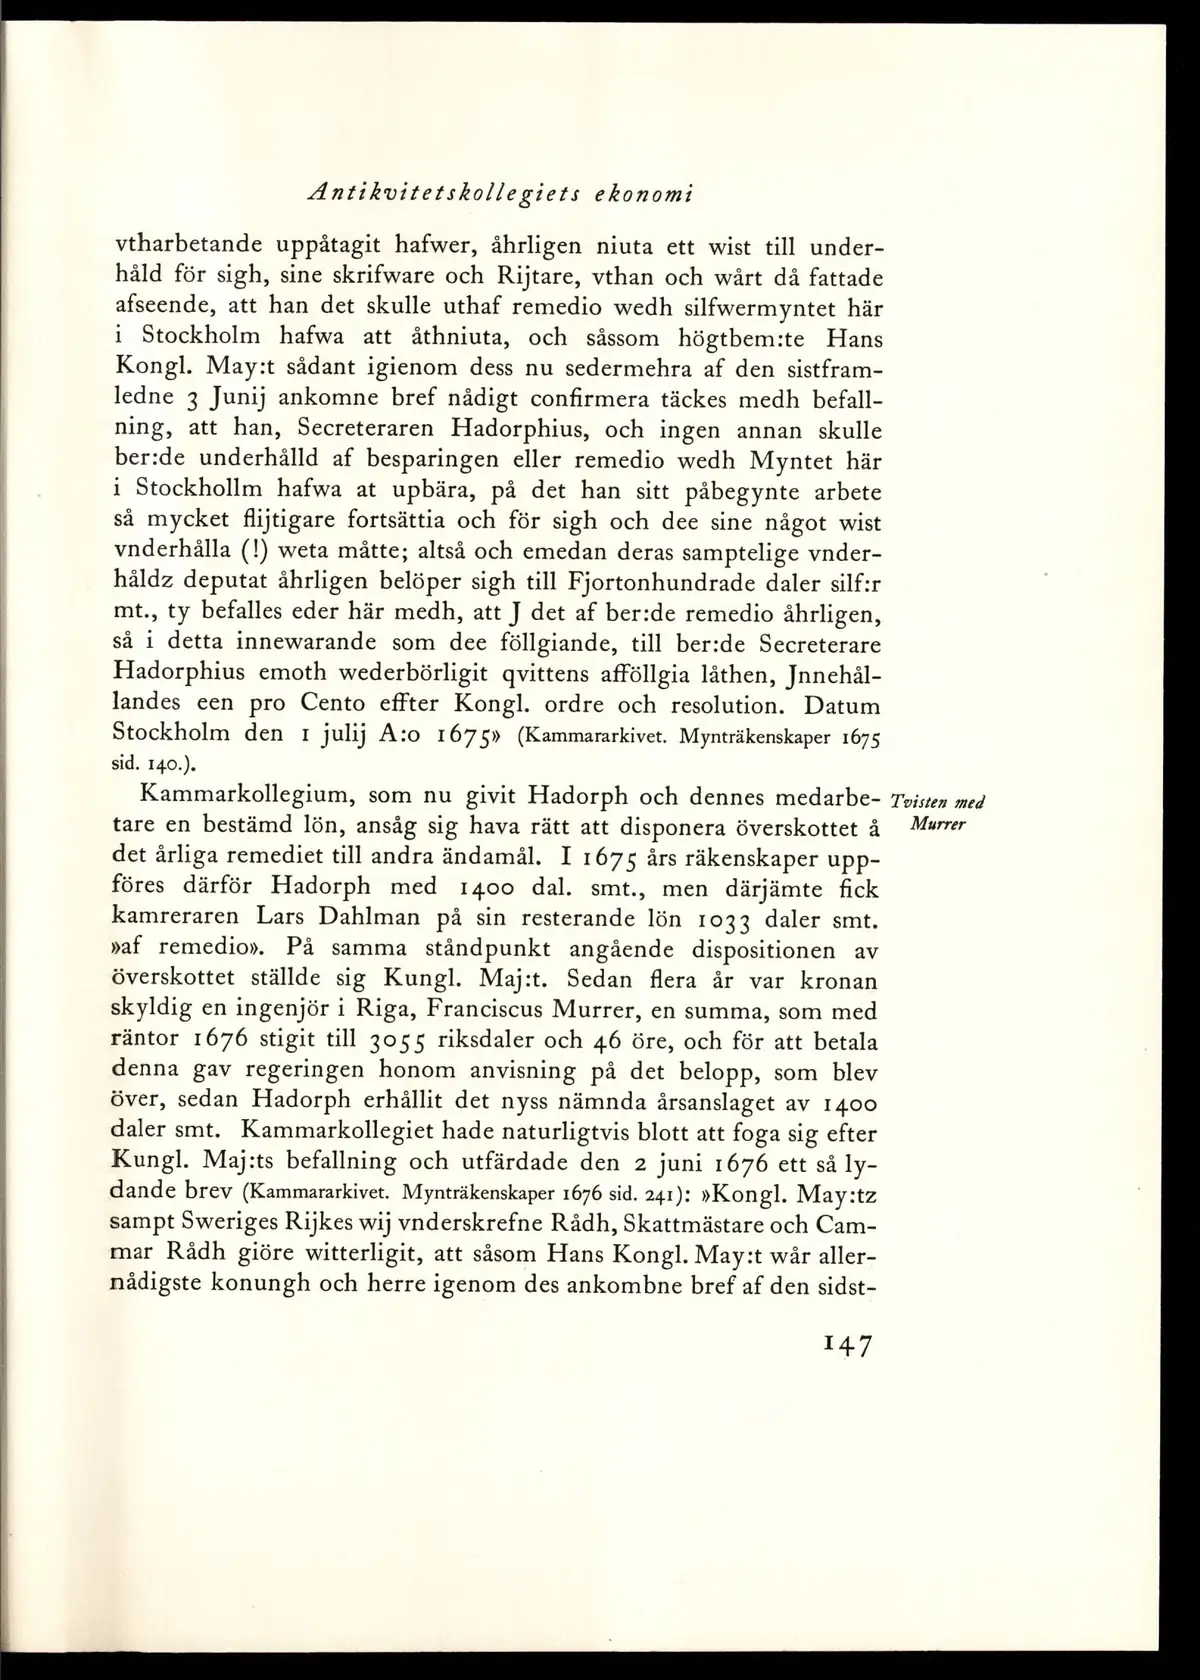 Antikvitetskollegiets ekonomi
vtharbetande uppåtagit hafwer, åhrligen niuta ett wist till under-
håld för sigh, sine skrifware och Rijtare, vthan och wårt då fattade
afseende, att han det skulle uthaf remedio wedh silfwermyntet här
i Stockholm hafwa att åthniuta, och såssom högtbem:te Hans
Kongl. May:t sådant igienom dess nu sedermehra af den sistfram-
ledne 3 Junij ankomne bref nådigt confirmera täckes medh befall-
ning, att han, Secreteraren Hadorphius, och ingen annan skulle
ber:de underhålld af besparingen eller remedio wedh Myntet här
i Stockhollm hafwa at upbära, på det han sitt påbegynte arbete
så mycket flijtigare fortsättia och för sigh och dee sine något wist
vnderhålla (!) weta måtte; altså och emedan deras samptelige vnder-
håldz deputat åhrligen belöper sigh till Fjortonhundrade daler silf:r
mt., ty befalles eder här medh, att J det af ber:de remedio åhrligen,
så i detta innewarande som dee föllgiande, till ber:de Secreterare
Hadorphius emoth wederbörligit qvittens afföllgia låthen, Jnnehål-
landes een pro Cento effter Kongl. ordre och resolution. Datum
Stockholm den 1 julij A:o 1675» (Kammararkivet. Mynträkenskaper 1675
sid. 140.).
Kammarkollegium, som nu givit Hadorph och dennes medarbe-
tare en bestämd lön, ansåg sig hava rätt att disponera överskottet å
det årliga remediet till andra ändamål. I 1675 års räkenskaper upp-
föres därför Hadorph med 1400 dal. smt., men därjämte fick
kamreraren Lars Dahlman på sin resterande lön 1033 daler smt.
»af remedio». På samma ståndpunkt angående dispositionen av
överskottet ställde sig Kungl. Maj:t. Sedan flera år var kronan
skyldig en ingenjör i Riga, Franciscus Murrer, en summa, som med
räntor 1676 stigit till 3055 riksdaler och 46 öre, och för att betala
denna gav regeringen honom anvisning på det belopp, som blev
över, sedan Hadorph erhållit det nyss nämnda årsanslaget av 1400
daler smt. Kammarkollegiet hade naturligtvis blott att foga sig efter
Kungl. Maj:ts befallning och utfärdade den 2 juni 1676 ett så ly-
dande brev (Kammararkivet. Mynträkenskaper 1676 sid. 241): »Kongl. May:tz
sampt Sweriges Rijkes wij vnderskrefne Rådh, Skattmästare och Cam-
mar Rådh giöre witterligit, att såsom Hans Kongl. May:t wår aller-
nådigste konungh och herre igenom des ankombne bref af den sidst-
Tvisten med
Murrer
147